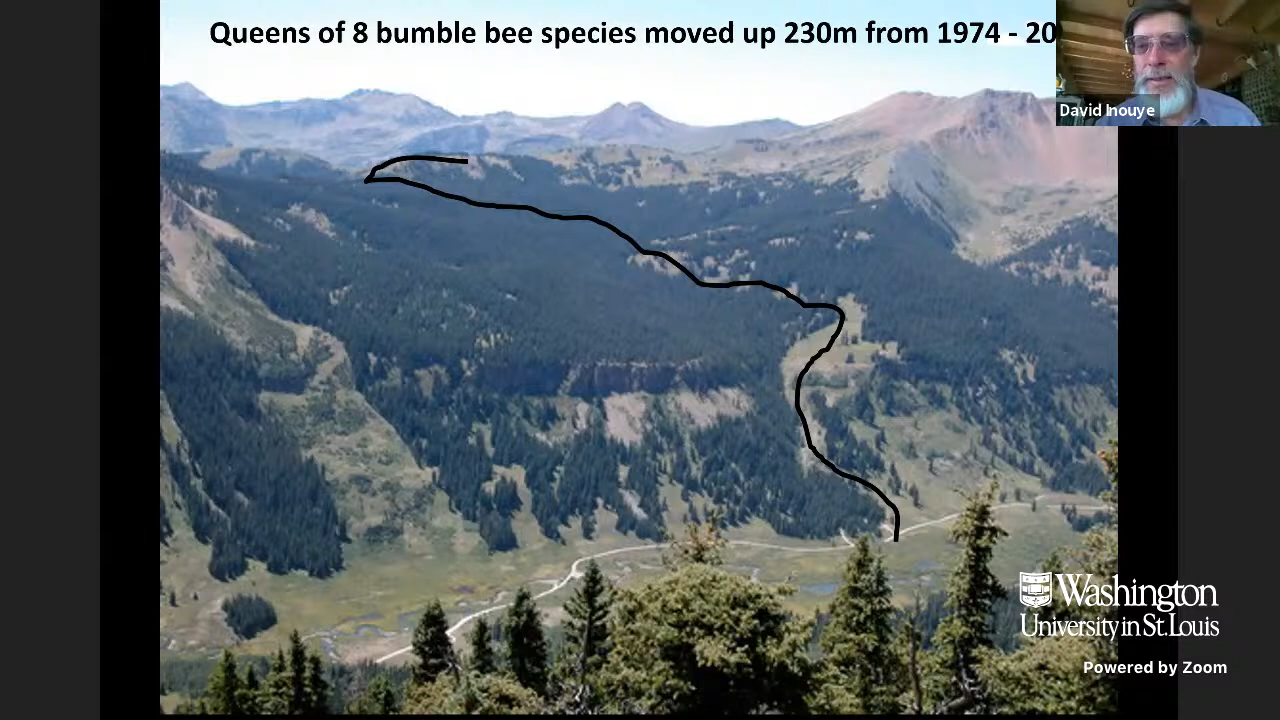 Queens of 8 bumble bee species moved up 230m from 1974 - 20
David Inouye
Washington
University in St. Louis
Powered by Zoom